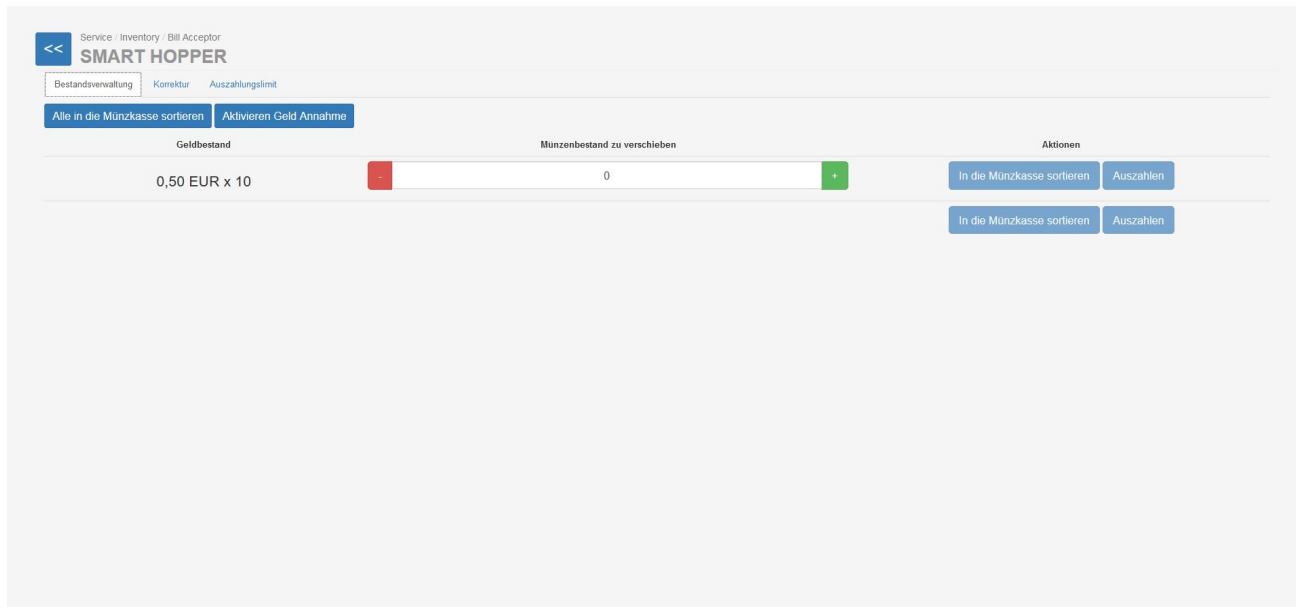 <<
Service / Inventory / Bill Acceptor
SMART HOPPER
Bestandsverwaltung Korrektur Auszahlungslimit
Alle in die Münzkasse sortieren Aktivieren Geld Annahme
Geldbestand Münzenbestand zu verschieben Aktionen
0,50 EUR x 10 - 0 + In die Münzkasse sortieren Auszahlen
In die Münzkasse sortieren Auszahlen